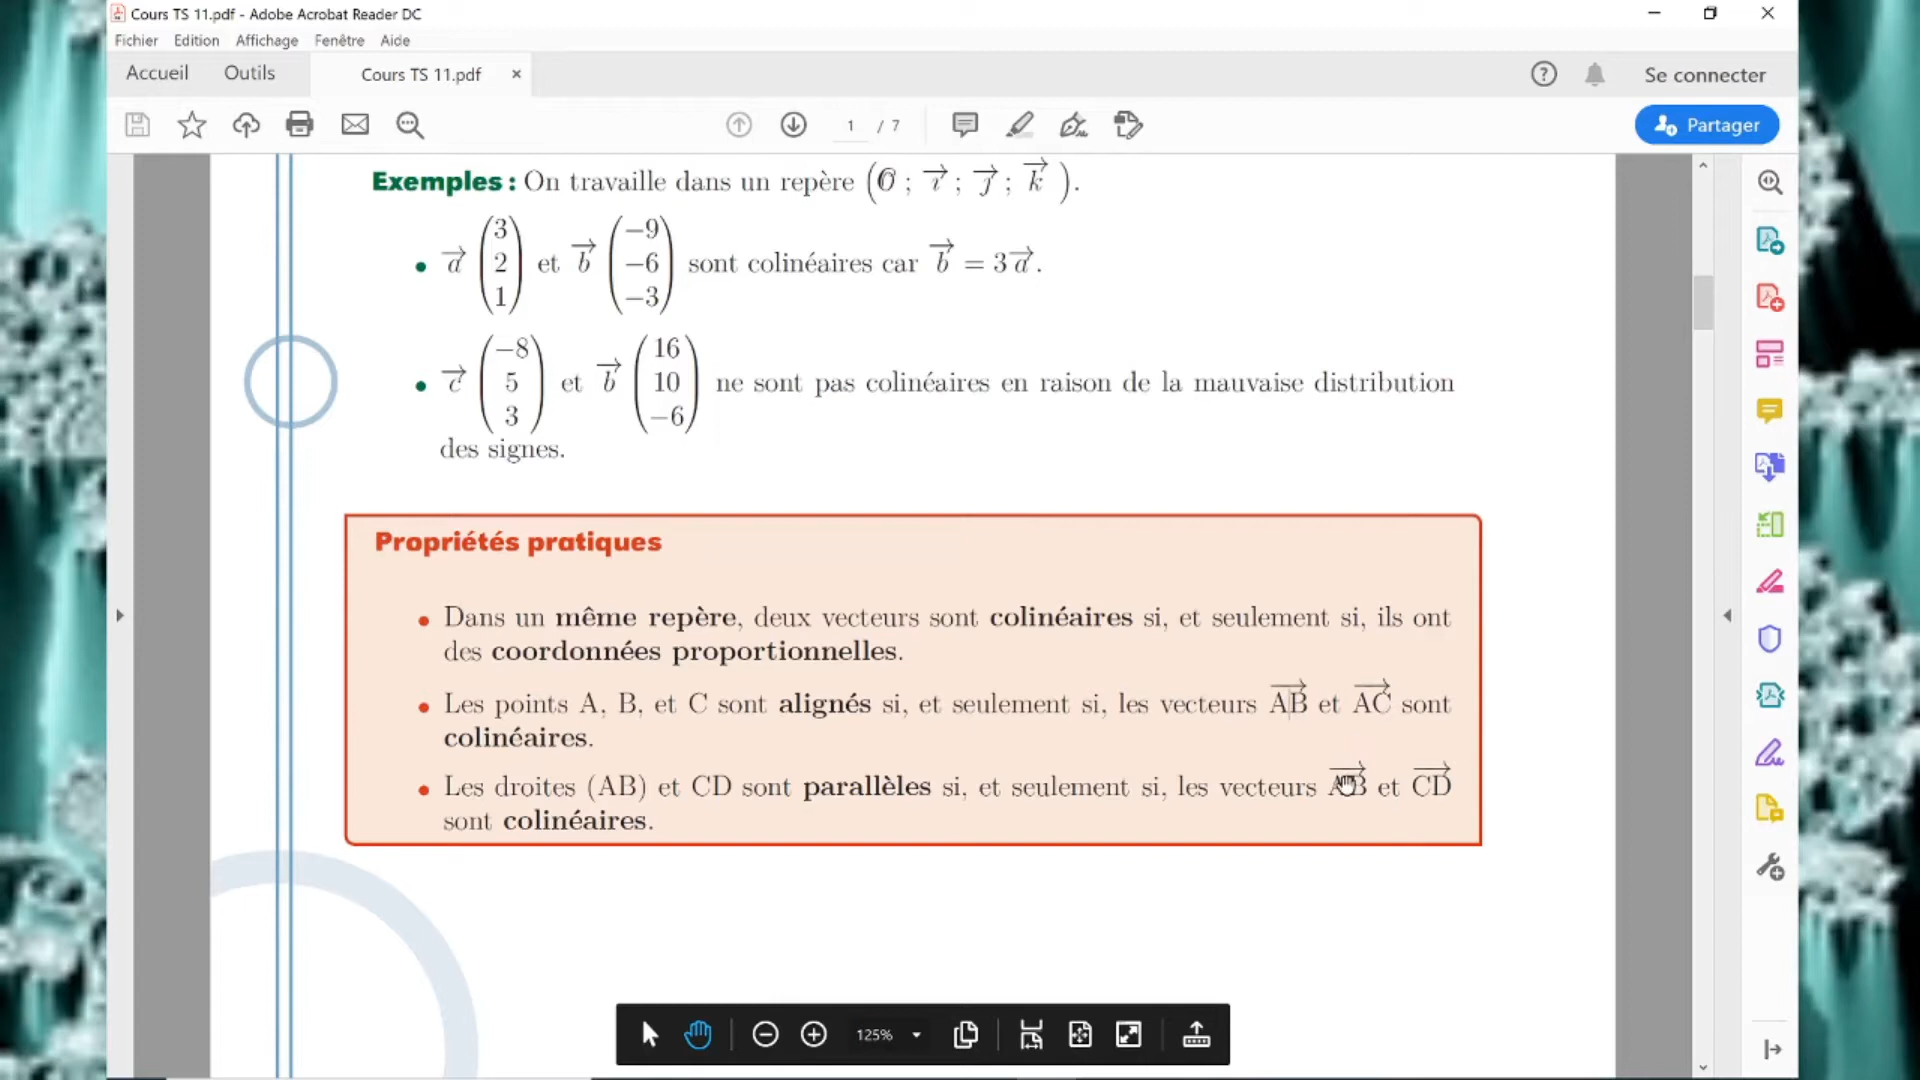 Cours TS 11.pdf - Adobe Acrobat Reader DC
Fichier Edition Affichage Fenêtre Aide
Accueil Outils Cours TS 11.pdf × Se connecter
1 / 7 Partager
Exemples : On travaille dans un repère (O ; i ; j ; k ).
• a (3 2 1) et b (−9 −6 −3) sont colinéaires car b = 3a.
• c (−8 5 3) et b (16 10 −6) ne sont pas colinéaires en raison de la mauvaise distribution
des signes.
Propriétés pratiques
• Dans un même repère, deux vecteurs sont colinéaires si, et seulement si, ils ont
des coordonnées proportionnelles.
• Les points A, B, et C sont alignés si, et seulement si, les vecteurs AB et AC sont
colinéaires.
• Les droites (AB) et CD sont parallèles si, et seulement si, les vecteurs AB et CD
sont colinéaires.
125%